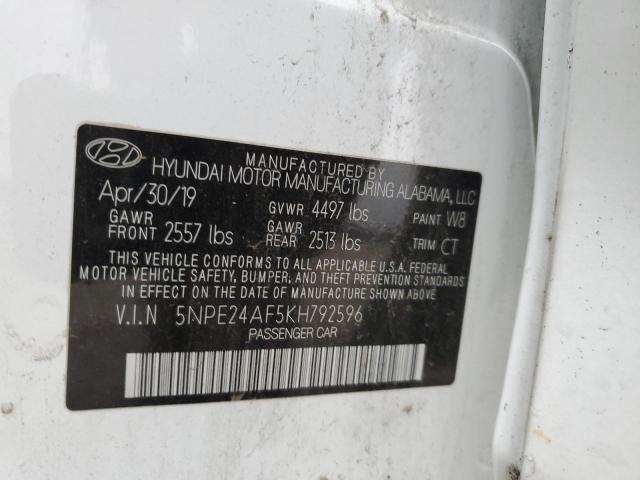 MANUFACTURED BY
HYUNDAI MOTOR MANUFACTURING ALABAMA, LLC
Apr/30/19 GVWR 4497 lbs PAINT W8
GAWR FRONT 2557 lbs GAWR REAR 2513 lbs TRIM CT
THIS VEHICLE CONFORMS TO ALL APPLICABLE U.S.A. FEDERAL
MOTOR VEHICLE SAFETY, BUMPER, AND THEFT PREVENTION STANDARDS
IN EFFECT ON THE DATE OF MANUFACTURE SHOWN ABOVE.
V.I.N 5NPE24AF5KH792596
PASSENGER CAR